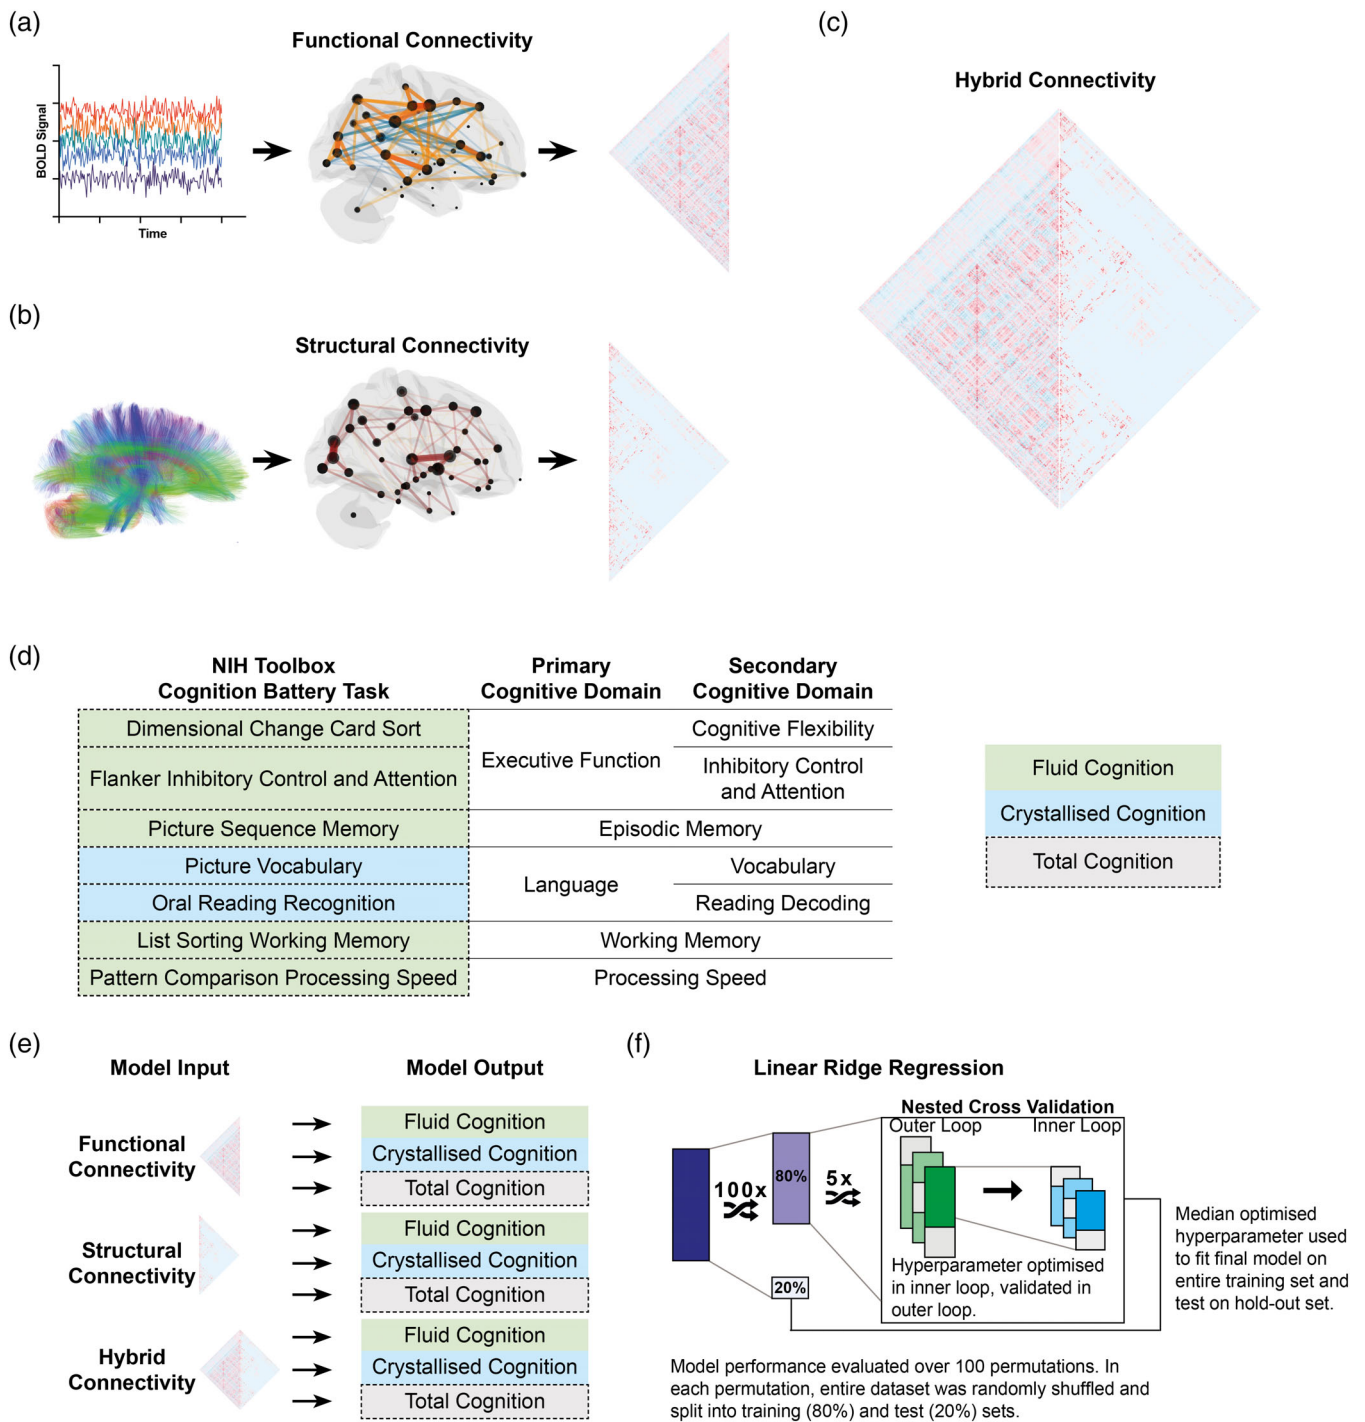 (a)
Functional Connectivity
BOLD Signal
Time
(b)
Structural Connectivity
(c)
Hybrid Connectivity
(d)
NIH Toolbox
Cognition Battery Task
Primary
Cognitive Domain
Secondary
Cognitive Domain
Dimensional Change Card Sort
Flanker Inhibitory Control and Attention
Executive Function
Cognitive Flexibility
Inhibitory Control
and Attention
Picture Sequence Memory
Episodic Memory
Picture Vocabulary
Oral Reading Recognition
Language
Vocabulary
Reading Decoding
List Sorting Working Memory
Working Memory
Pattern Comparison Processing Speed
Processing Speed
Fluid Cognition
Crystallised Cognition
Total Cognition
(e)
Model Input
Model Output
Functional
Connectivity
Fluid Cognition
Crystallised Cognition
Total Cognition
Structural
Connectivity
Fluid Cognition
Crystallised Cognition
Total Cognition
Hybrid
Connectivity
Fluid Cognition
Crystallised Cognition
Total Cognition
(f)
Linear Ridge Regression
Nested Cross Validation
Outer Loop
Inner Loop
100x
80%
5x
20%
Hyperparameter optimised
in inner loop, validated in
outer loop.
Median optimised
hyperparameter used
to fit final model on
entire training set and
test on hold-out set.
Model performance evaluated over 100 permutations. In
each permutation, entire dataset was randomly shuffled and
split into training (80%) and test (20%) sets.